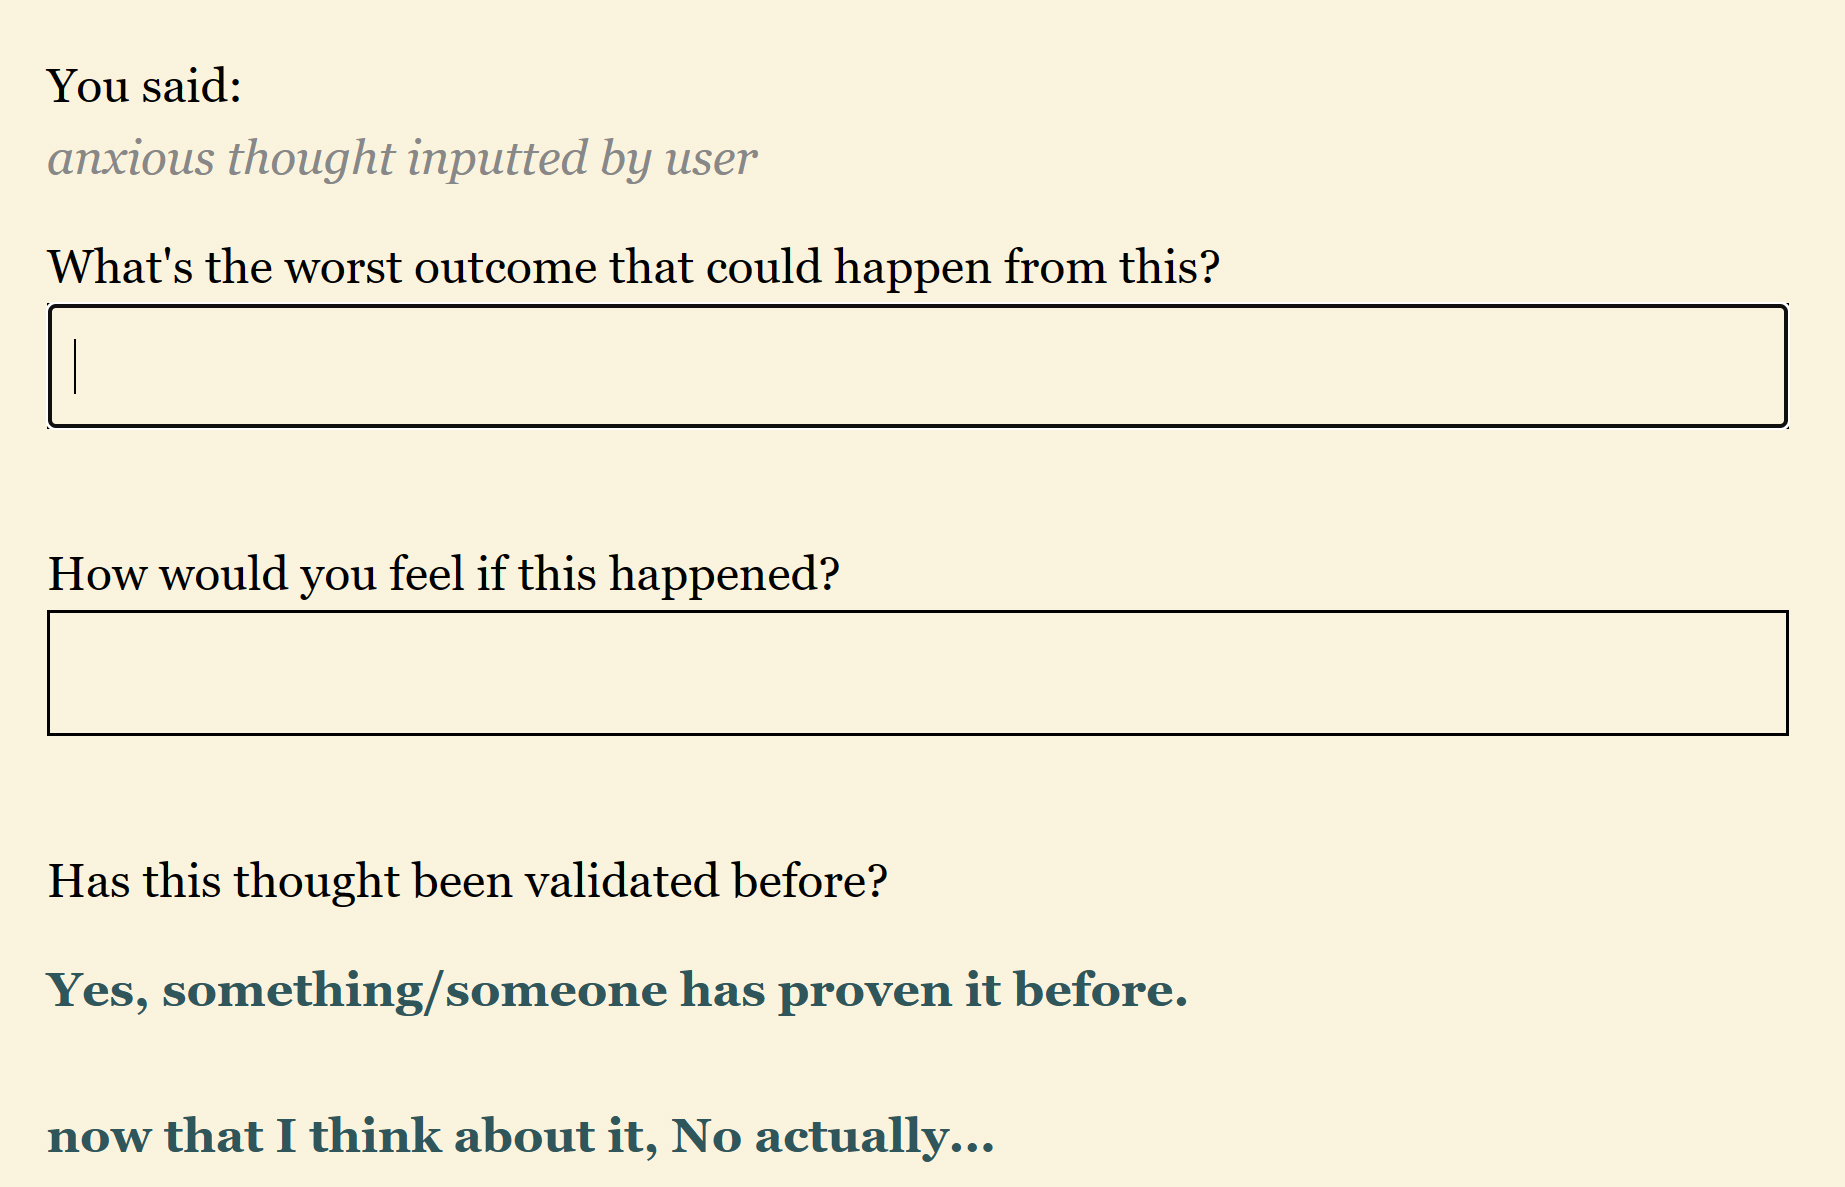 You said:
anxious thought inputted by user
What's the worst outcome that could happen from this?
How would you feel if this happened?
Has this thought been validated before?
Yes, something/someone has proven it before.
now that I think about it, No actually...